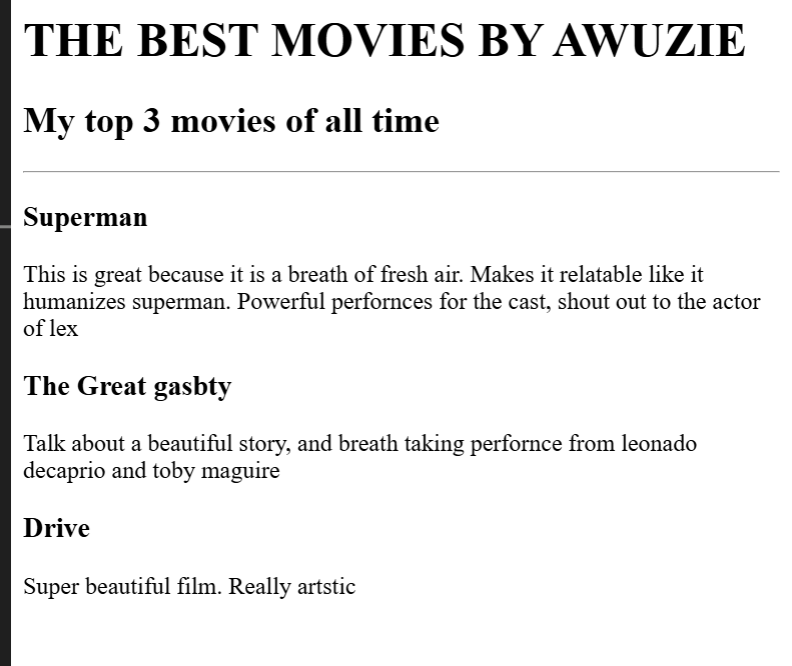 THE BEST MOVIES BY AWUZIE
My top 3 movies of all time
Superman
This is great because it is a breath of fresh air. Makes it relatable like it
humanizes superman. Powerful perfornces for the cast, shout out to the actor
of lex
The Great gasbty
Talk about a beautiful story, and breath taking perfornce from leonado
decaprio and toby maguire
Drive
Super beautiful film. Really artstic